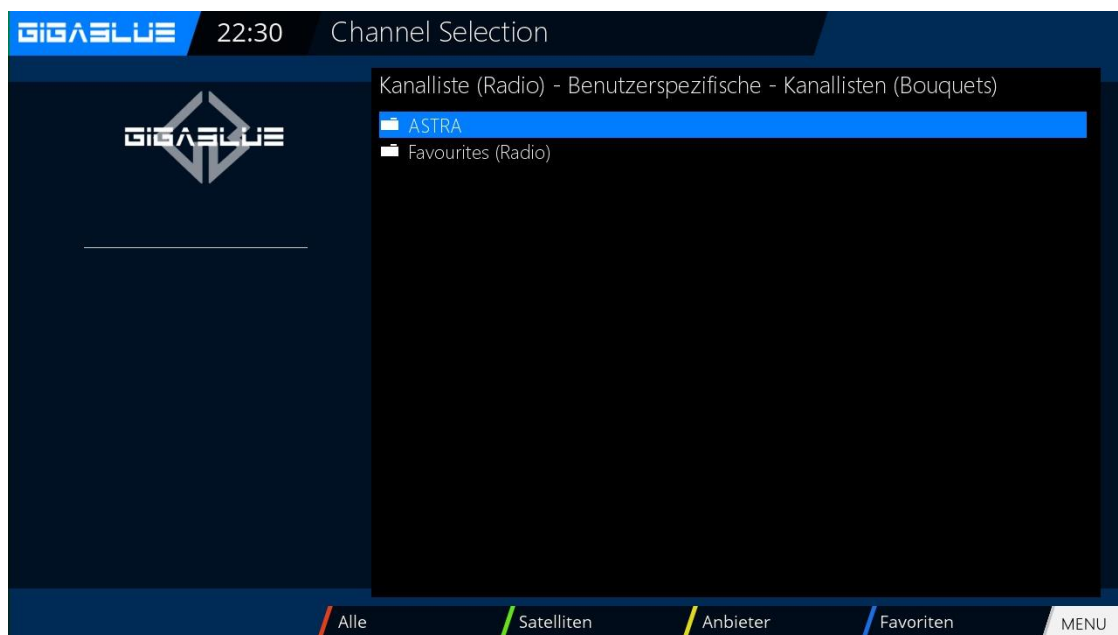 GIGABLUE 22:30 Channel Selection
Kanalliste (Radio) - Benutzerspezifische - Kanallisten (Bouquets)
GIGABLUE
ASTRA
Favourites (Radio)
Alle Satelliten Anbieter Favoriten MENU